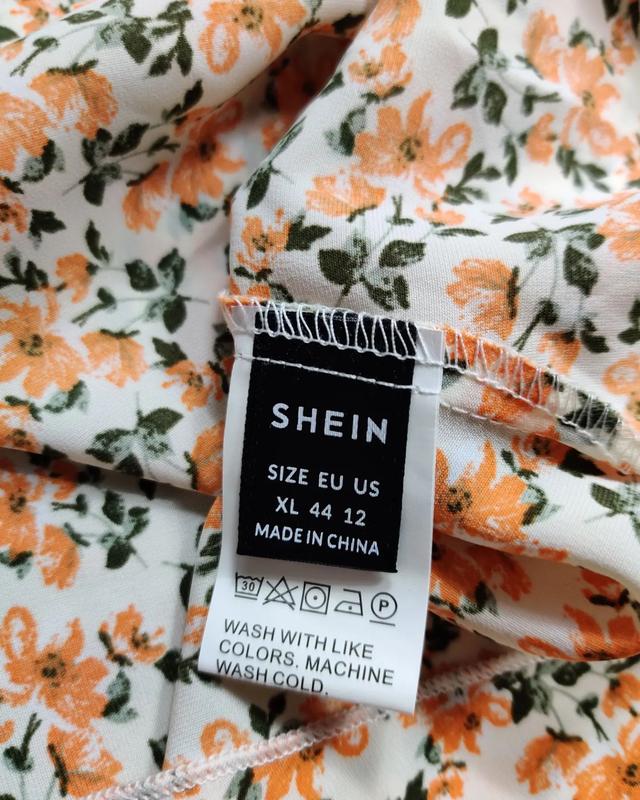 SHEIN
SIZE EU US
XL 44 12
MADE IN CHINA
30 P
WASH WITH LIKE
COLORS. MACHINE
WASH COLD.